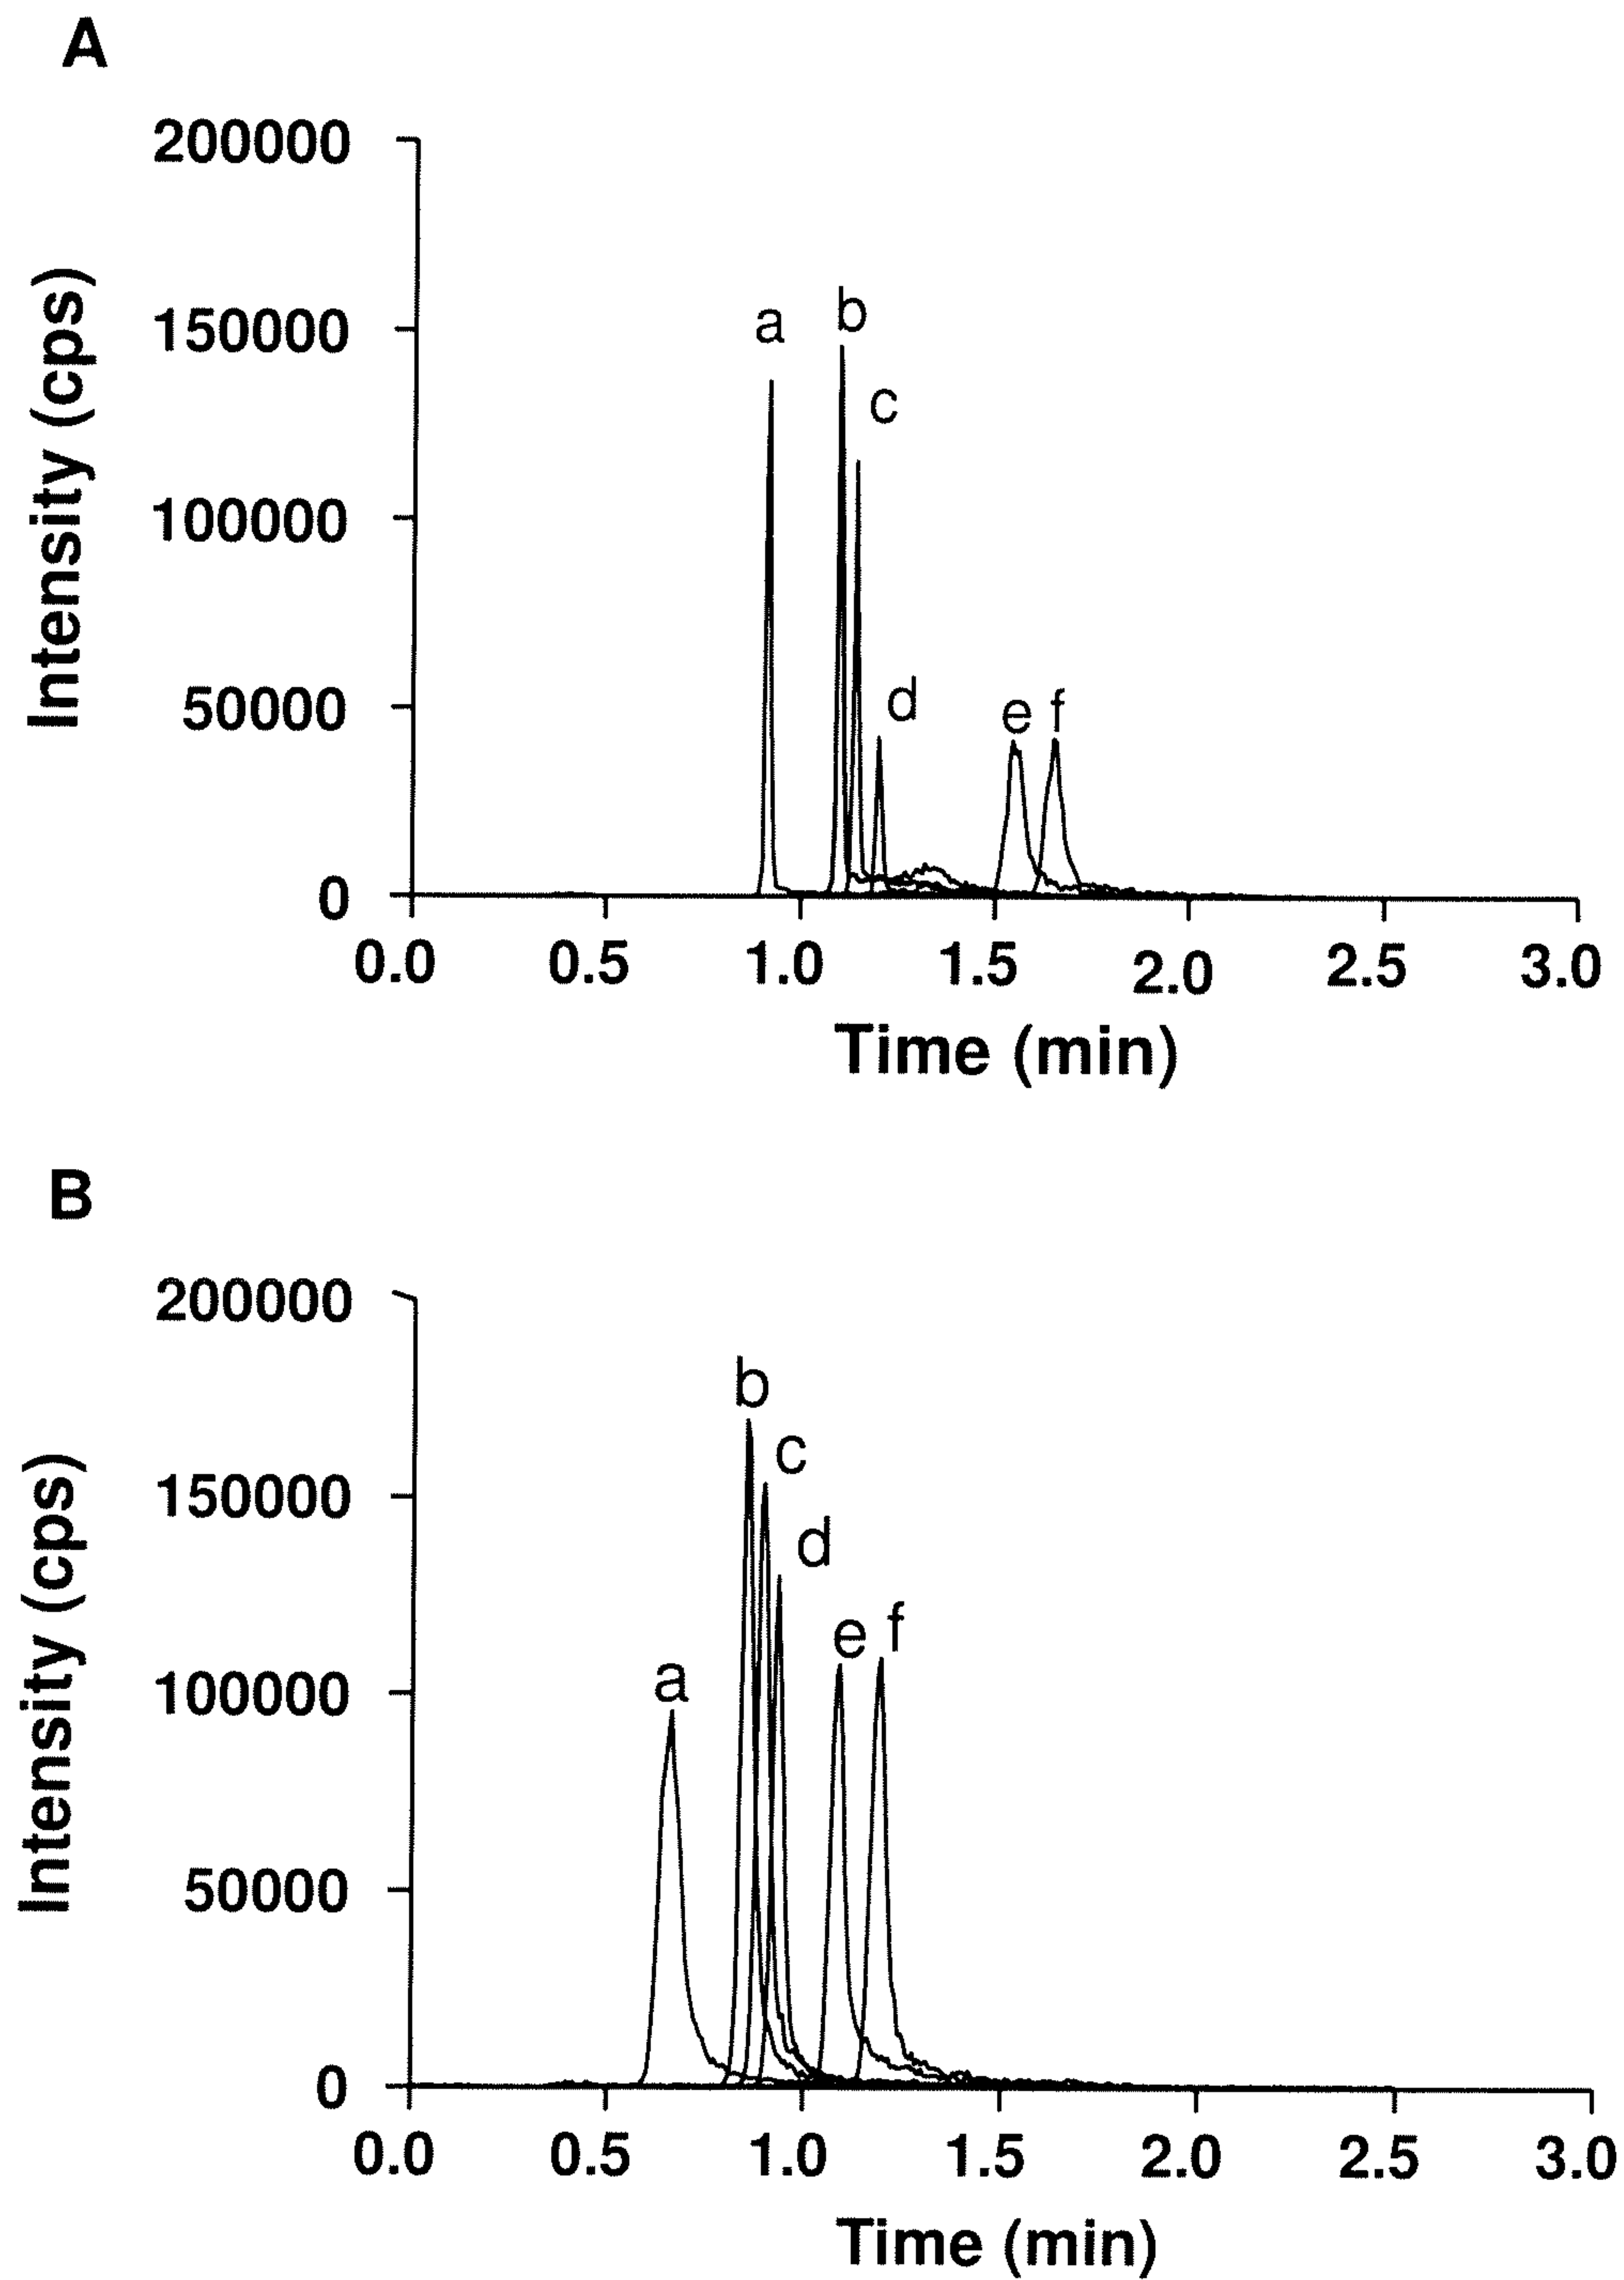 A
200000
150000
100000
50000
0
Intensity (cps)
a
b
c
d
e f
0.0 0.5 1.0 1.5 2.0 2.5 3.0
Time (min)
B
200000
150000
100000
50000
0
Intensity (cps)
b
c
d
e f
a
0.0 0.5 1.0 1.5 2.0 2.5 3.0
Time (min)